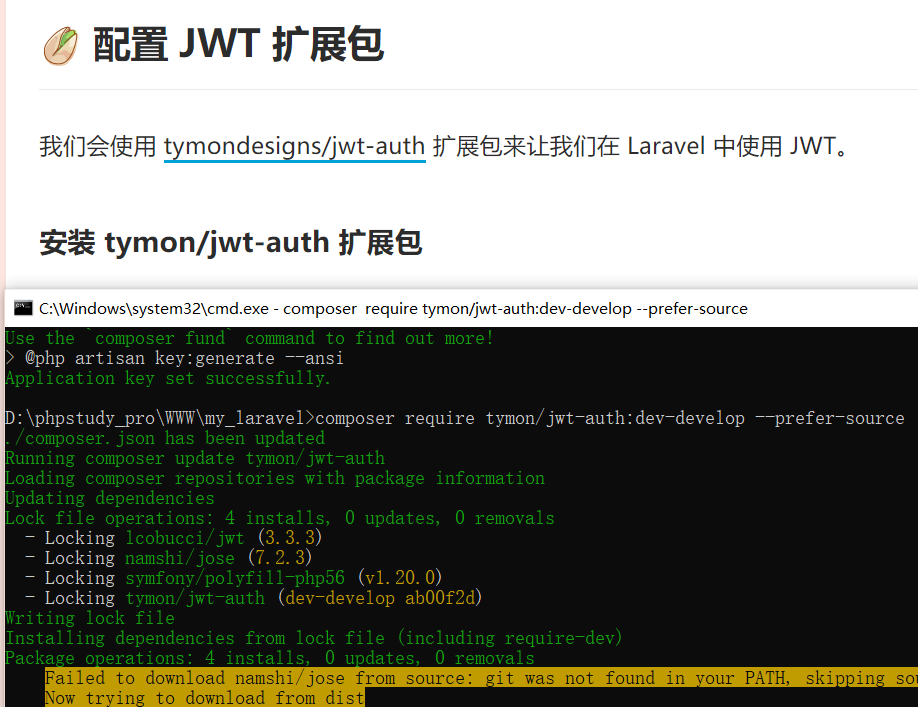 配置 JWT 扩展包
我们会使用 tymondesigns/jwt-auth 扩展包来让我们在 Laravel 中使用 JWT。
安装 tymon/jwt-auth 扩展包
C:\Windows\system32\cmd.exe - composer  require tymon/jwt-auth:dev-develop --prefer-source
Use the `composer fund` command to find out more!
> @php artisan key:generate --ansi
Application key set successfully.
D:\phpstudy_pro\WWW\my_laravel>composer require tymon/jwt-auth:dev-develop --prefer-source
./composer.json has been updated
Running composer update tymon/jwt-auth
Loading composer repositories with package information
Updating dependencies
Lock file operations: 4 installs, 0 updates, 0 removals
- Locking lcobucci/jwt (3.3.3)
- Locking namshi/jose (7.2.3)
- Locking symfony/polyfill-php56 (v1.20.0)
- Locking tymon/jwt-auth (dev-develop ab00f2d)
Writing lock file
Installing dependencies from lock file (including require-dev)
Package operations: 4 installs, 0 updates, 0 removals
Failed to download namshi/jose from source: git was not found in your PATH, skipping sou
Now trying to download from dist